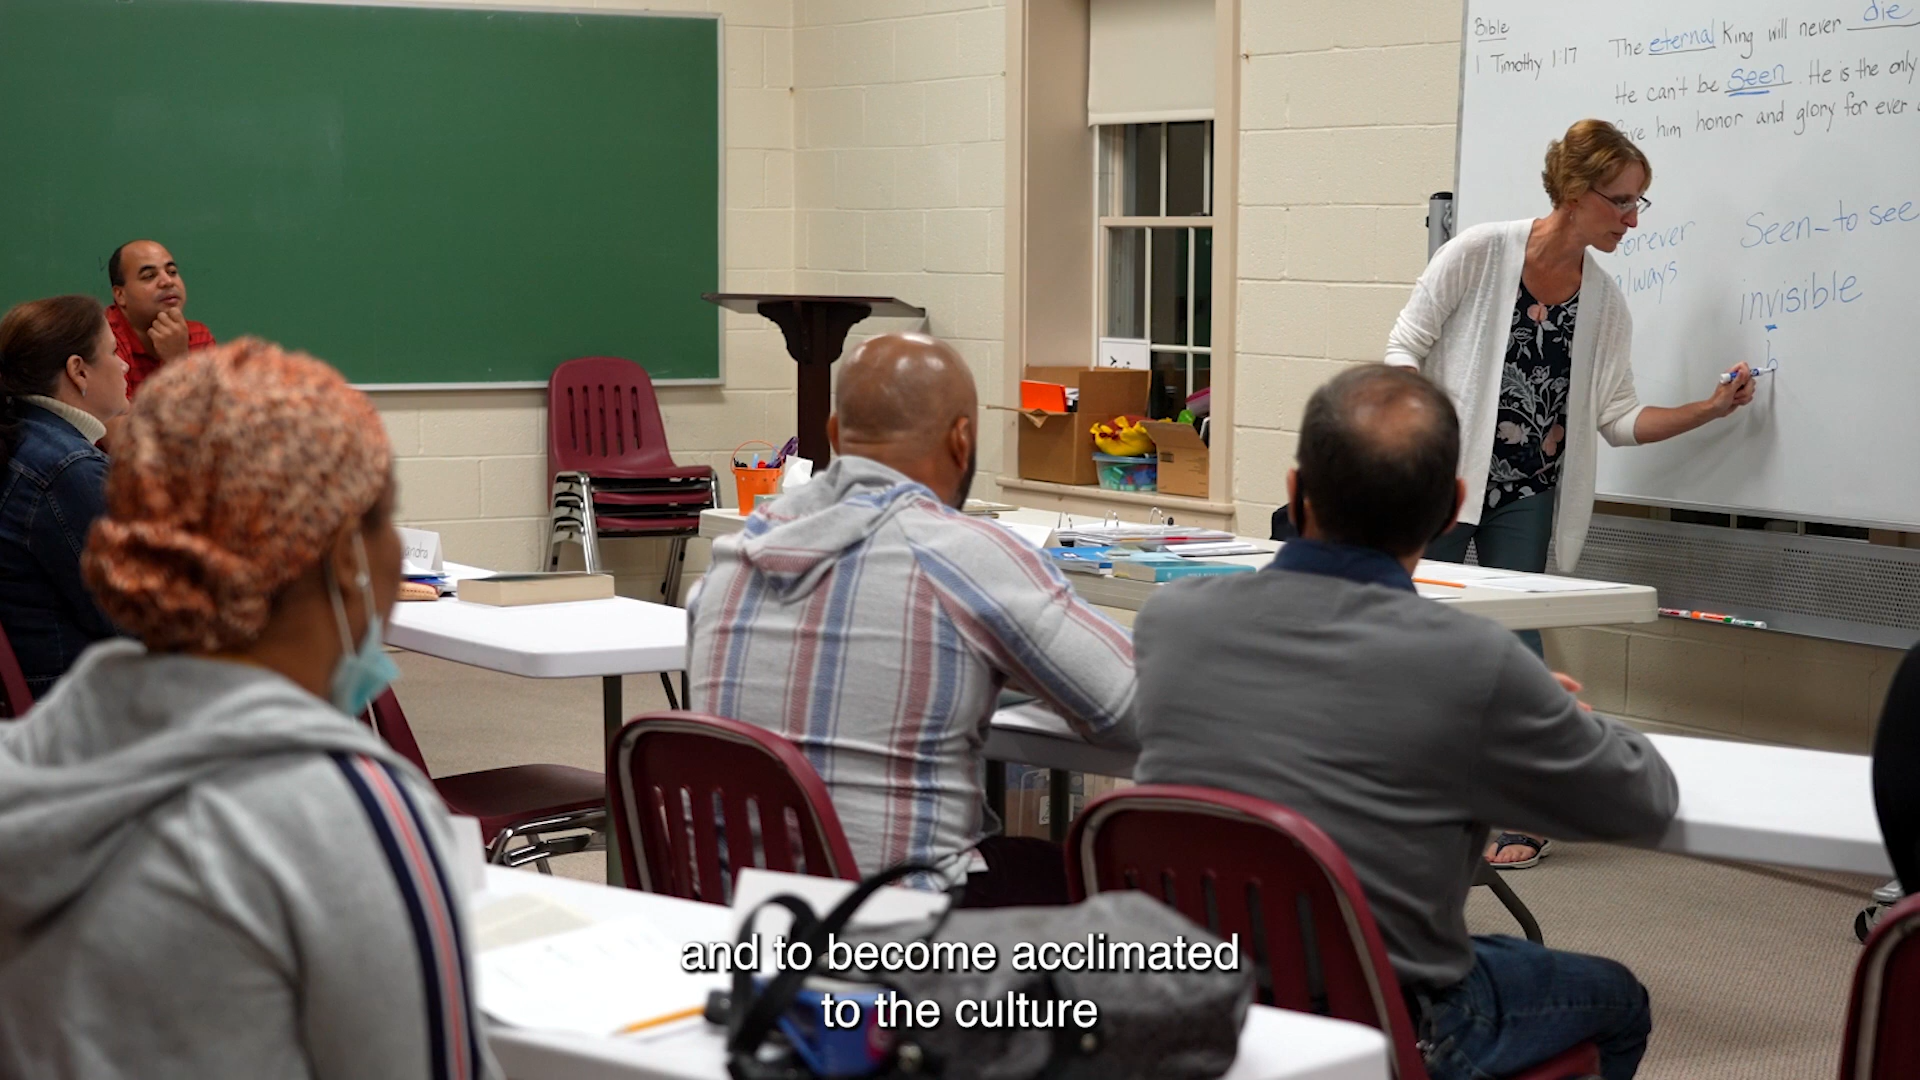 Bible
1 Timothy 1:17
The eternal King will never die
He can't be seen. He is the only
Give him honor and glory for ever
forever
always
Seen - to see
invisible
b
andra
and to become acclimated
to the culture